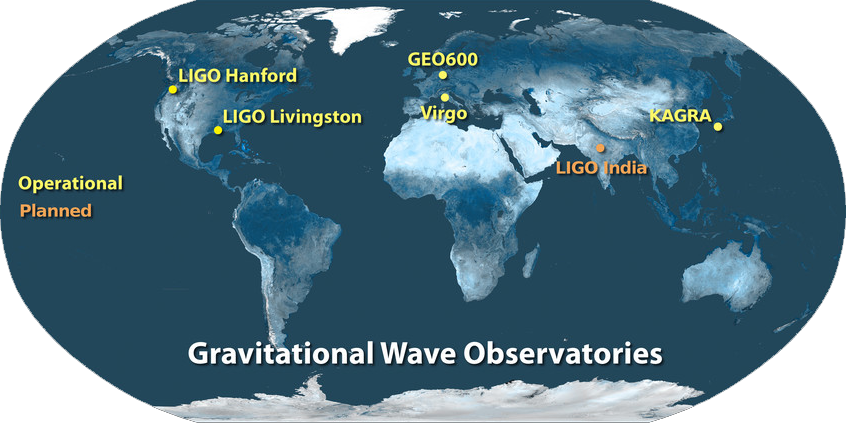 GEO600
LIGO Hanford
Virgo
LIGO Livingston
KAGRA
LIGO India
Operational
Planned
Gravitational Wave Observatories